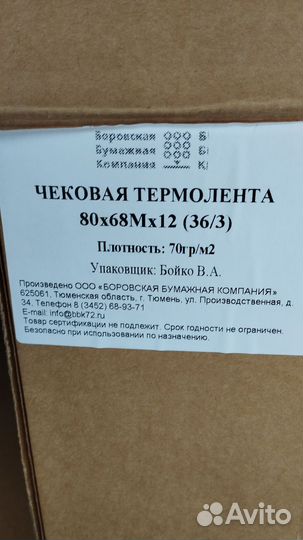 Боровская ООО Б
Бумажная ООО Б
Компания К
ЧЕКОВАЯ ТЕРМОЛЕНТА
80х68Мх12 (36/3)
Плотность: 70гр/м2
Упаковщик: Бойко В.А.
Произведено ООО «БОРОВСКАЯ БУМАЖНАЯ КОМПАНИЯ»
625061, Тюменская область, г. Тюмень, ул. Производственная, д.
34. Телефон 8 (3452) 68-93-71
E-mail: info@bbk72.ru
Товар сертификации не подлежит. Срок годности не ограничен.
Безопасно при использовании по назначению.
Avito